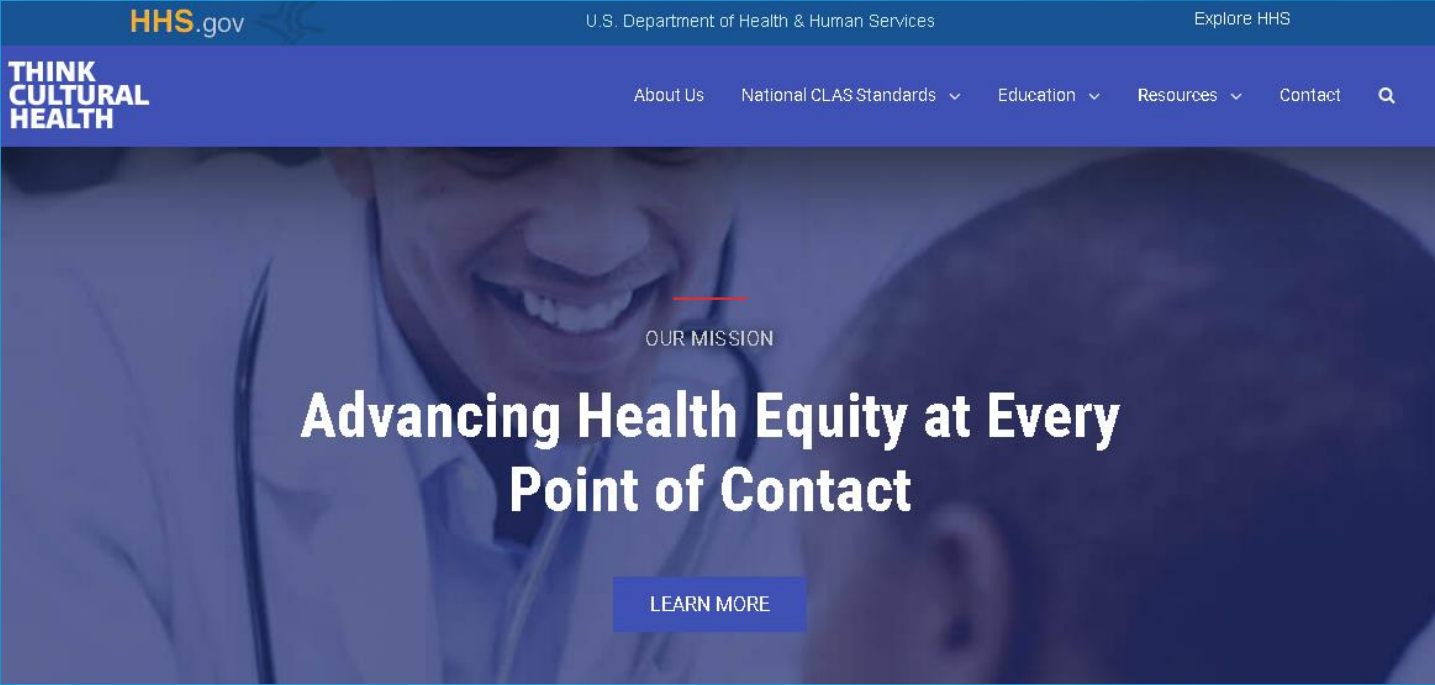 HHS.gov
U.S. Department of Health & Human Services
Explore HHS
THINK
CULTURAL
HEALTH
About Us
National CLAS Standards
Education
Resources
Contact
OUR MISSION
Advancing Health Equity at Every
Point of Contact
LEARN MORE